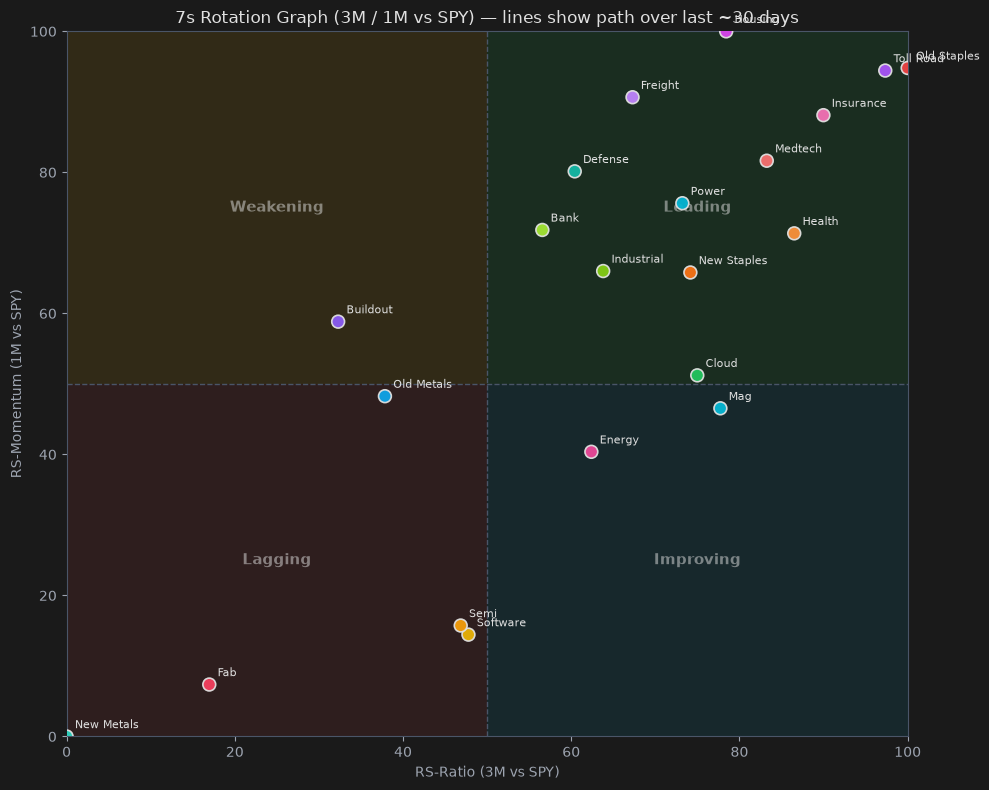 7s Rotation Graph (3M / 1M vs SPY) — lines show path over last ~30 days
Housing
Old Staples
Toll Road
Freight
Insurance
Medtech
Defense
Power
Weakening
Leading
Bank
Health
Industrial
New Staples
Buildout
Cloud
Old Metals
Mag
Energy
Lagging
Improving
Semi
Software
Fab
New Metals
100
80
60
40
20
0
RS-Momentum (1M vs SPY)
0
20
40
60
80
100
RS-Ratio (3M vs SPY)